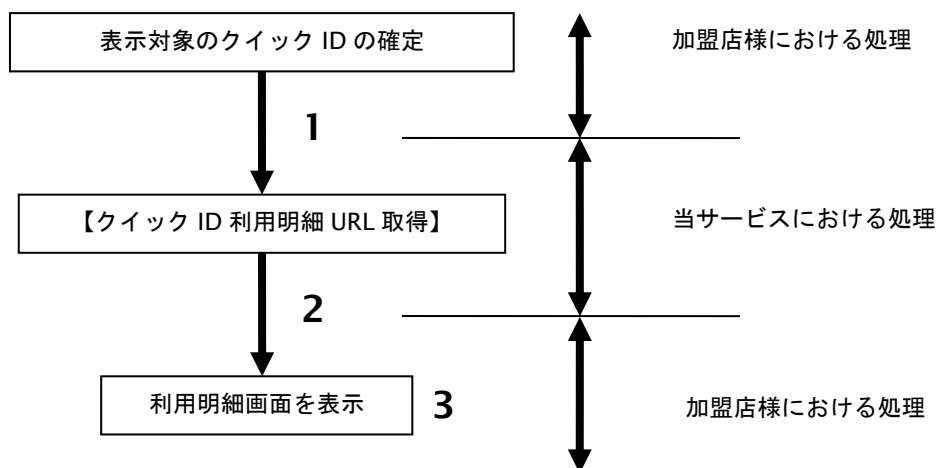 表示対象のクイック ID の確定
加盟店様における処理
1
【クイック ID 利用明細 URL 取得】
当サービスにおける処理
2
利用明細画面を表示
3
加盟店様における処理